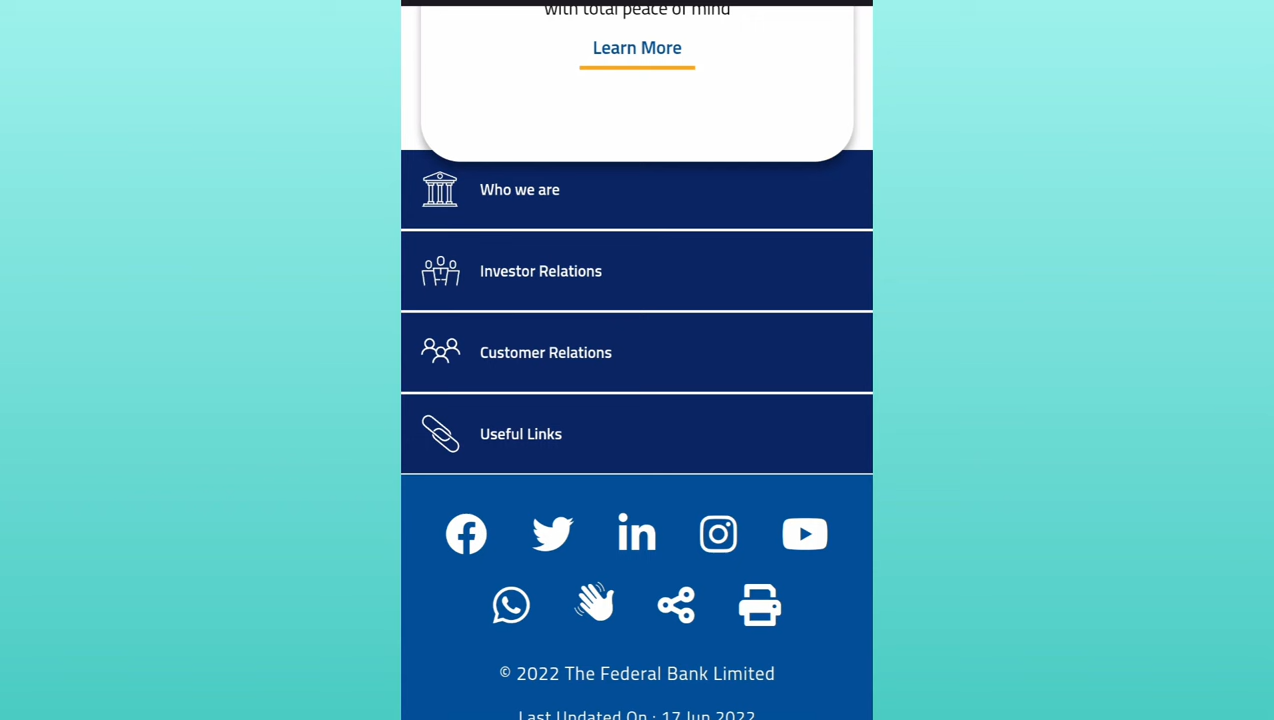 with total peace of mind
Learn More
Who we are
Investor Relations
Customer Relations
Useful Links
© 2022 The Federal Bank Limited
Last Updated On : 17 Jun 2022